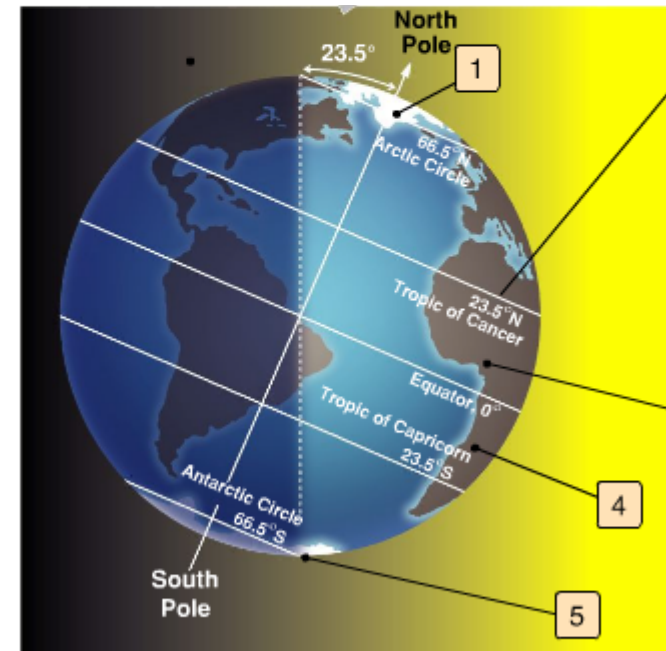 North
Pole
23.5°
1
66.5°N
Arctic Circle
23.5°N
Tropic of Cancer
Equator, 0°
Tropic of Capricorn
23.5°S
4
Antarctic Circle
66.5°S
South
Pole
5